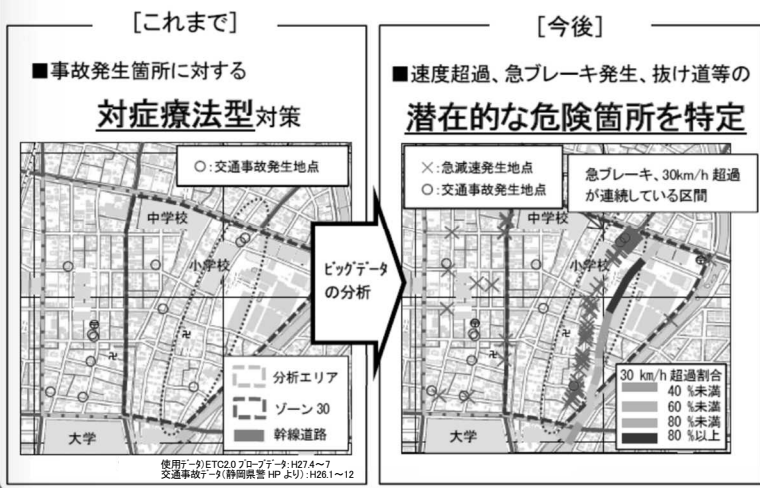 [これまで]
■事故発生箇所に対する
対症療法型対策
○:交通事故発生地点
中学校
小学校
卍
大学
分析エリア
ゾーン30
幹線道路
使用データ)ETC2.0 プローブデータ:H27.4～7
交通事故データ(静岡県警 HP より):H26.1～12
ビッグデータ
の分析
[今後]
■速度超過、急ブレーキ発生、抜け道等の
潜在的な危険箇所を特定
×:急減速発生地点
○:交通事故発生地点
急ブレーキ、30km/h 超過
が連続している区間
中学校
小学校
卍
大学
30 km/h 超過割合
40 %未満
60 %未満
80 %未満
80 %以上